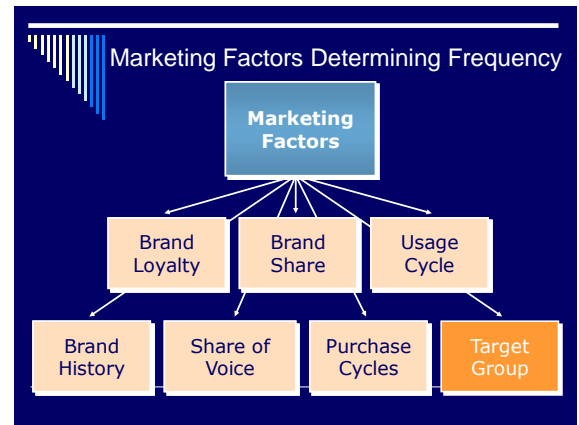 Marketing Factors Determining Frequency
Marketing
Factors
Brand
Loyalty
Brand
Share
Usage
Cycle
Brand
History
Share of
Voice
Purchase
Cycles
Target
Group